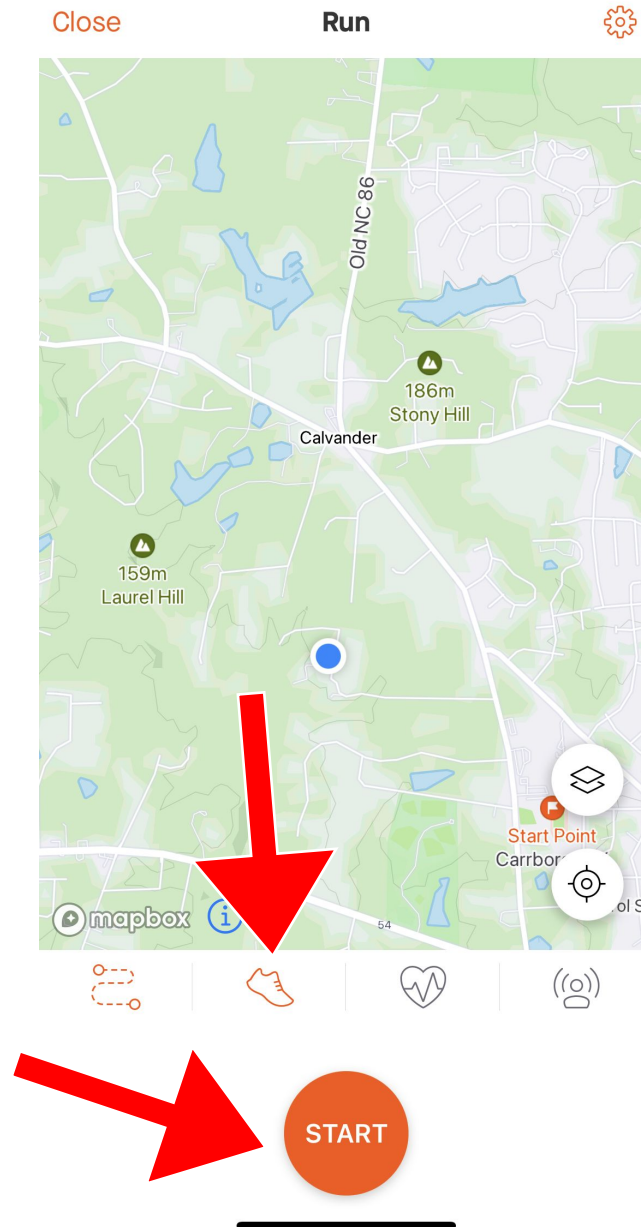 Close
Run
Old NC 86
186m
Stony Hill
Calvander
159m
Laurel Hill
Start Point
mapbox
54
START